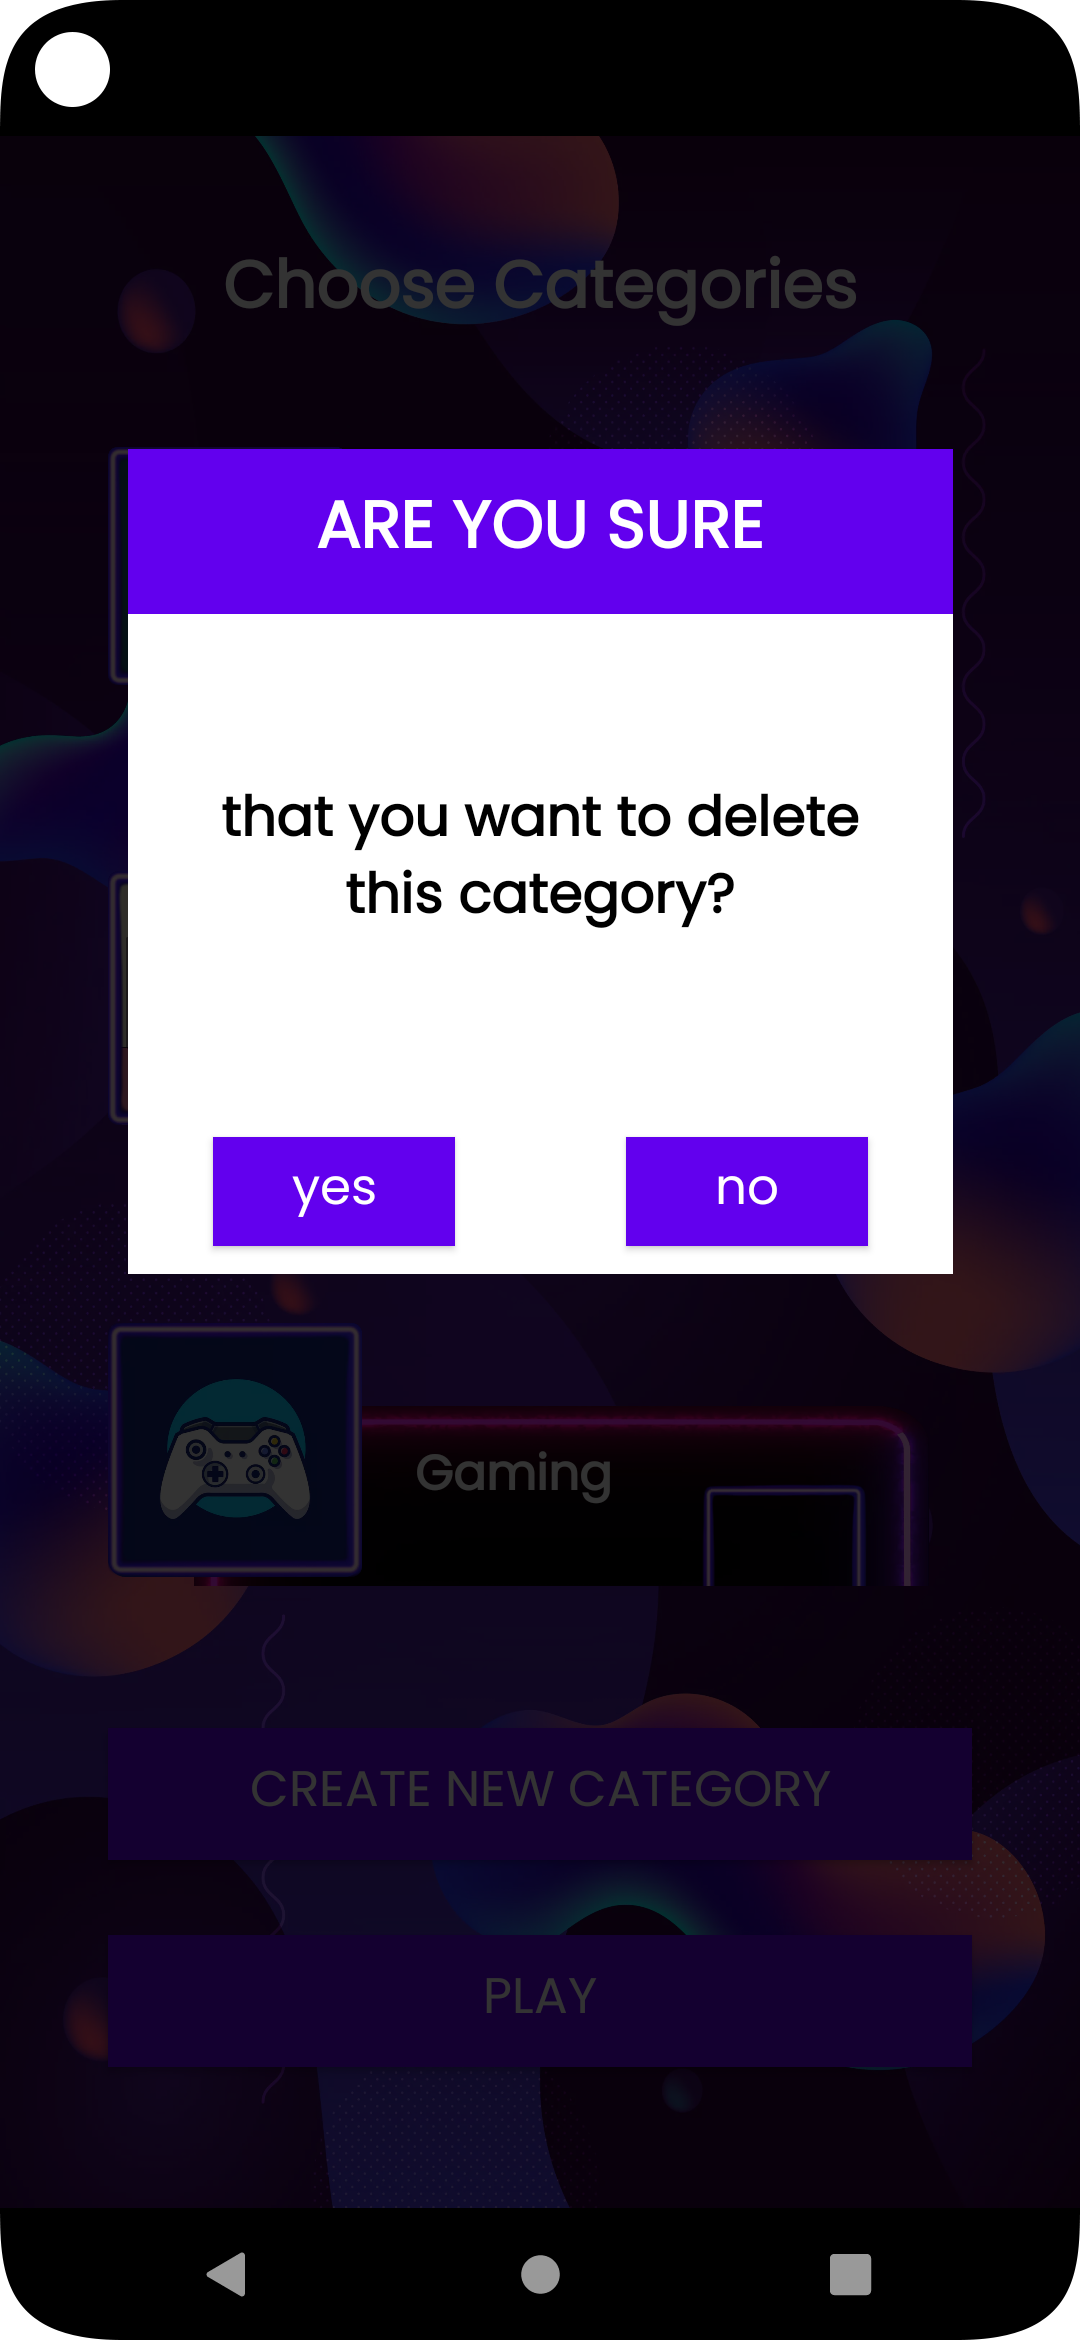 Choose Categories
ARE YOU SURE
that you want to delete
this category?
yes
no
Gaming
CREATE NEW CATEGORY
PLAY